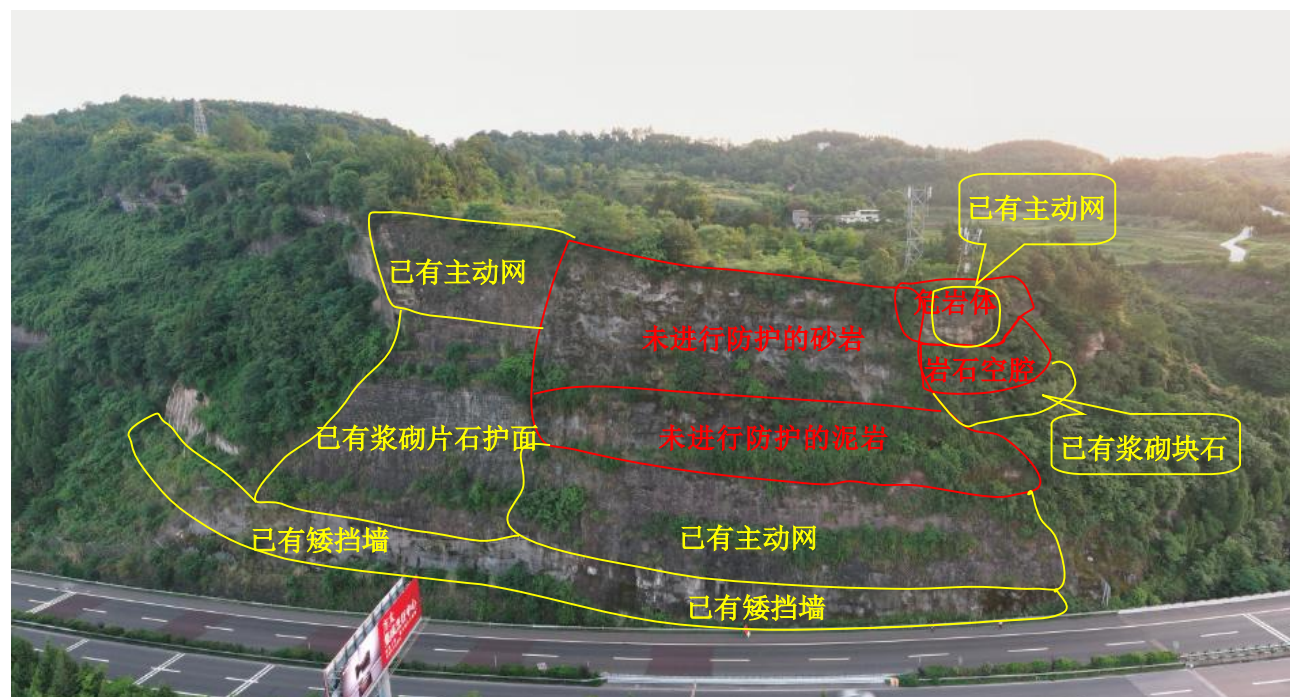 已有主动网
已有主动网
危岩体
未进行防护的砂岩
岩石空腔
已有浆砌片石护面
未进行防护的泥岩
已有浆砌块石
已有矮挡墙
已有主动网
已有矮挡墙